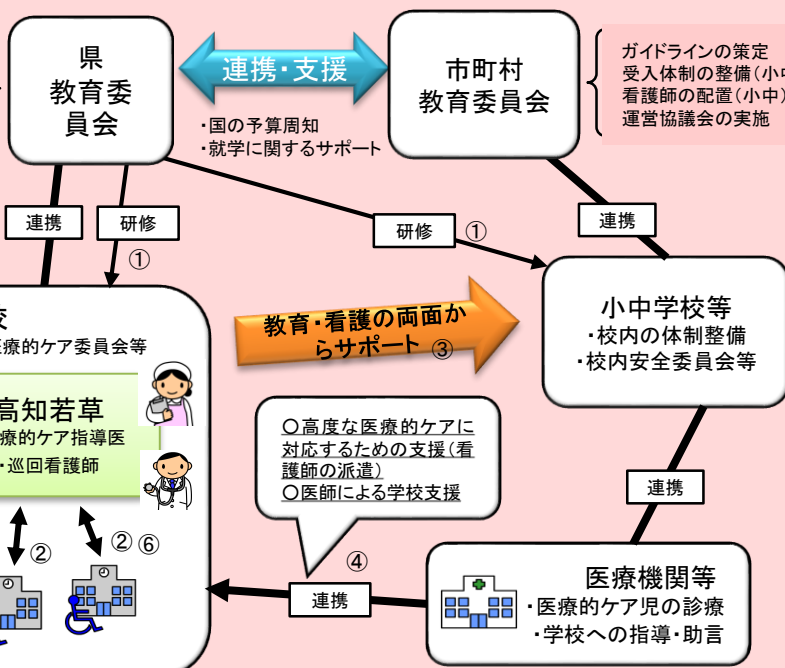 県
教育委
員会
連携・支援
・国の予算周知
・就学に関するサポート
市町村
教育委員会
ガイドラインの策定
受入体制の整備(小中
看護師の配置(小中)
運営協議会の実施
連携
研修
①
研修
①
連携
校
医療的ケア委員会等
高知若草
療的ケア指導医
・巡回看護師
②
②⑥
教育・看護の両面か
らサポート ③
小中学校等
・校内の体制整備
・校内安全委員会等
〇高度な医療的ケアに
対応するための支援(看
護師の派遣)
〇医師による学校支援
④
連携
連携
医療機関等
・医療的ケア児の診療
・学校への指導・助言